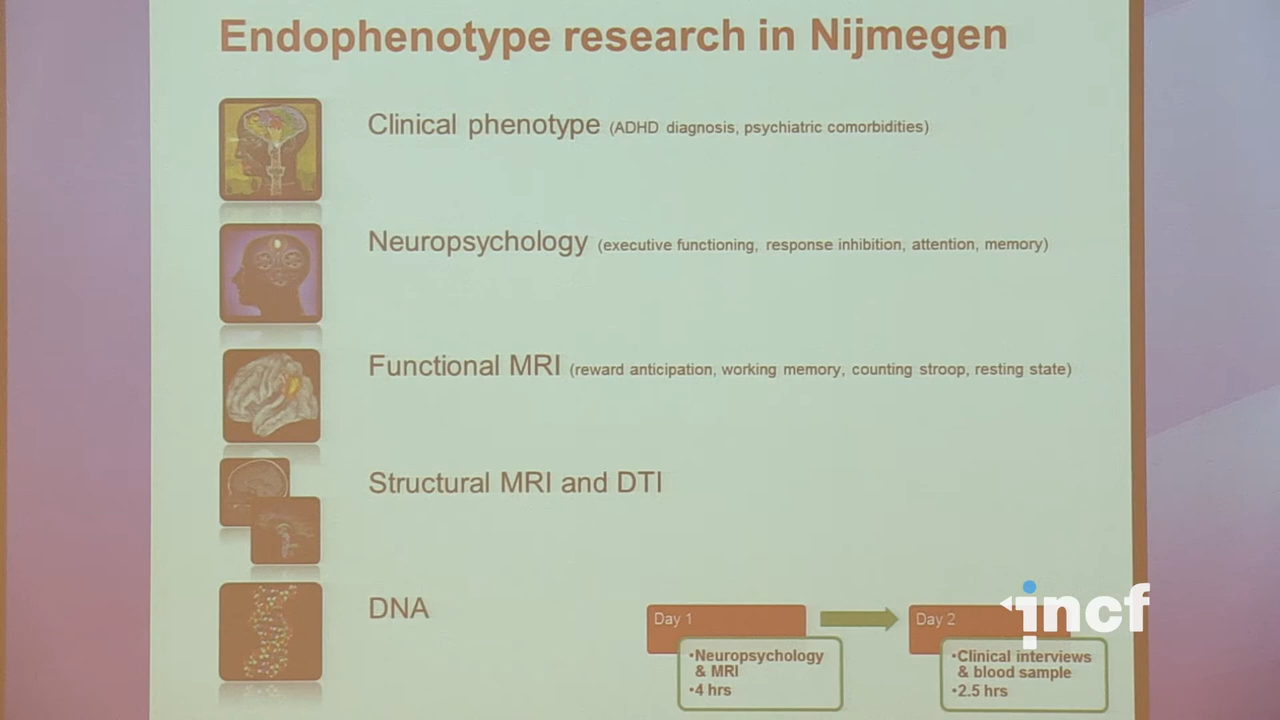 Endophenotype research in Nijmegen
Clinical phenotype (ADHD diagnosis, psychiatric comorbidities)
Neuropsychology (executive functioning, response inhibition, attention, memory)
Functional MRI (reward anticipation, working memory, counting stroop, resting state)
Structural MRI and DTI
DNA
Day 1
•Neuropsychology
& MRI
•4 hrs
Day 2
•Clinical interviews
& blood sample
•2.5 hrs
incf